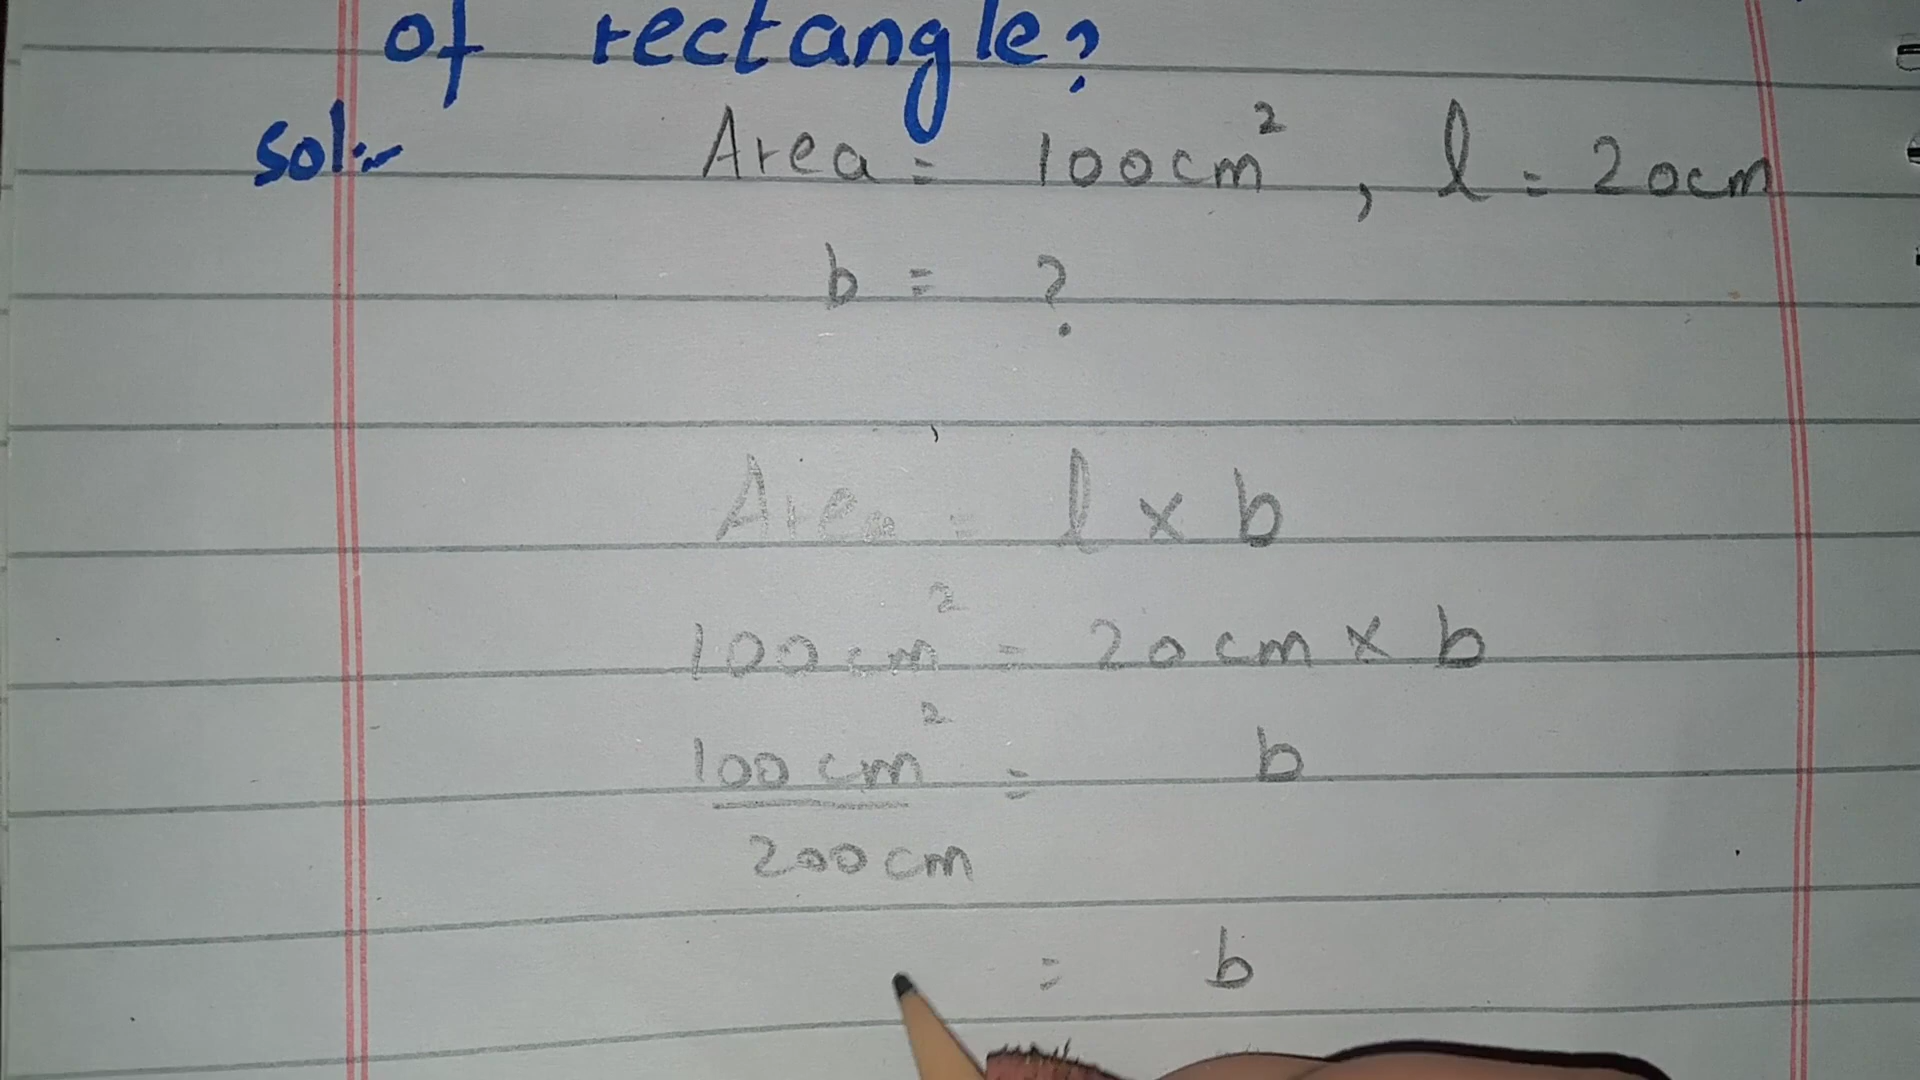 of rectangle?
sol:- Area = 100cm², l = 20cm
b = ?
Area = l x b
100cm² = 20cm x b
100cm² = b
200cm
= b